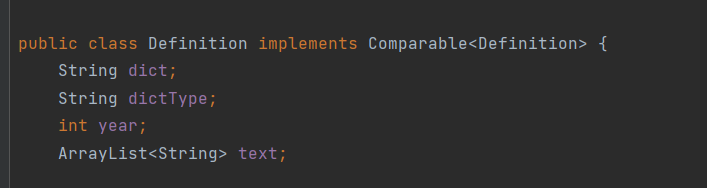 public class Definition implements Comparable<Definition> {
String dict;
String dictType;
int year;
ArrayList<String> text;